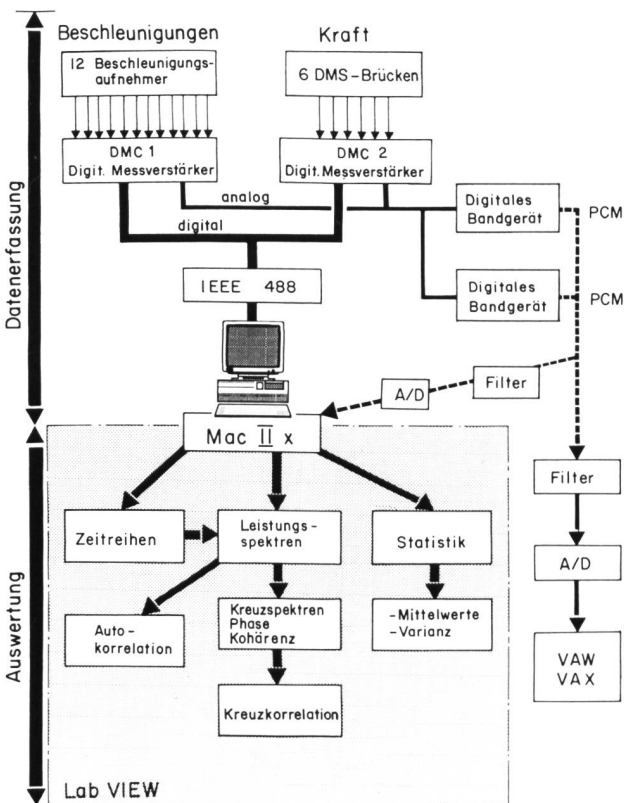 Beschleunigungen
Kraft
12 Beschleunigungs-
aufnehmer
6 DMS-Brücken
DMC 1
Digit. Messverstärker
DMC 2
Digit. Messverstärker
analog
digital
Digitales
Bandgerät
PCM
Digitales
Bandgerät
PCM
IEEE 488
Datenerfassung
Filter
A/D
Mac II x
Filter
Zeitreihen
Leistungs-
spektren
Statistik
A/D
Auto-
korrelation
Kreuzspektren
Phase
Kohärenz
-Mittelwerte
-Varianz
VAW
VAX
Kreuzkorrelation
Auswertung
Lab VIEW